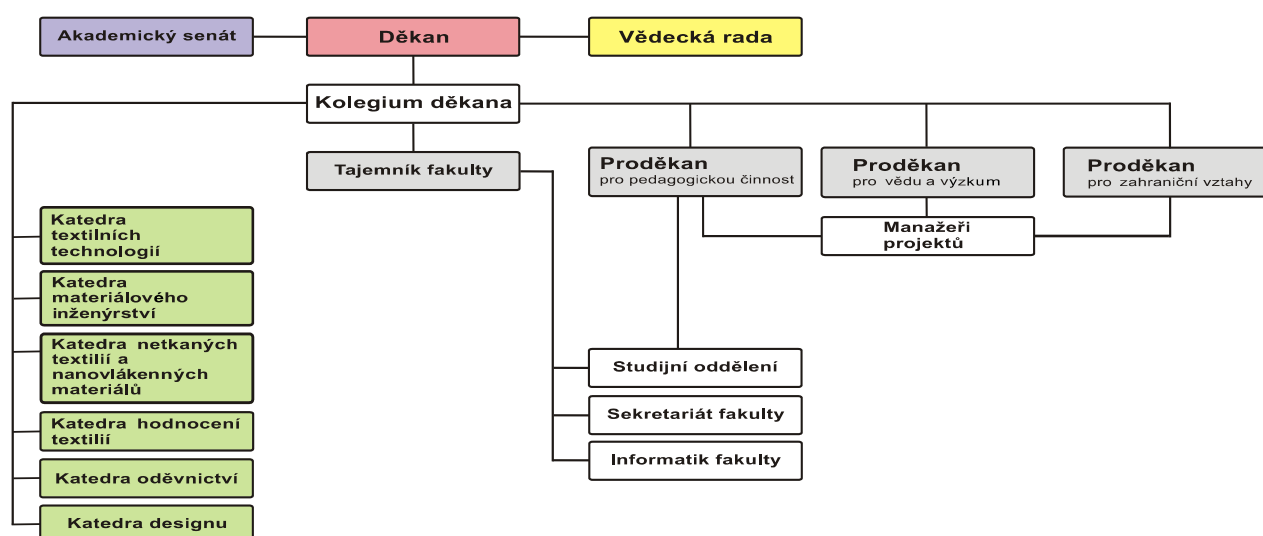 Akademický senát
Děkan
Vědecká rada
Kolegium děkana
Tajemník fakulty
Proděkan
pro pedagogickou činnost
Proděkan
pro vědu a výzkum
Proděkan
pro zahraniční vztahy
Manažeři
projektů
Katedra
textilních
technologií
Katedra
materiálového
inženýrství
Katedra netkaných
textilií a
nanovlákenných
materiálů
Katedra hodnocení
textilií
Katedra oděvnictví
Katedra designu
Studijní oddělení
Sekretariát fakulty
Informatik fakulty